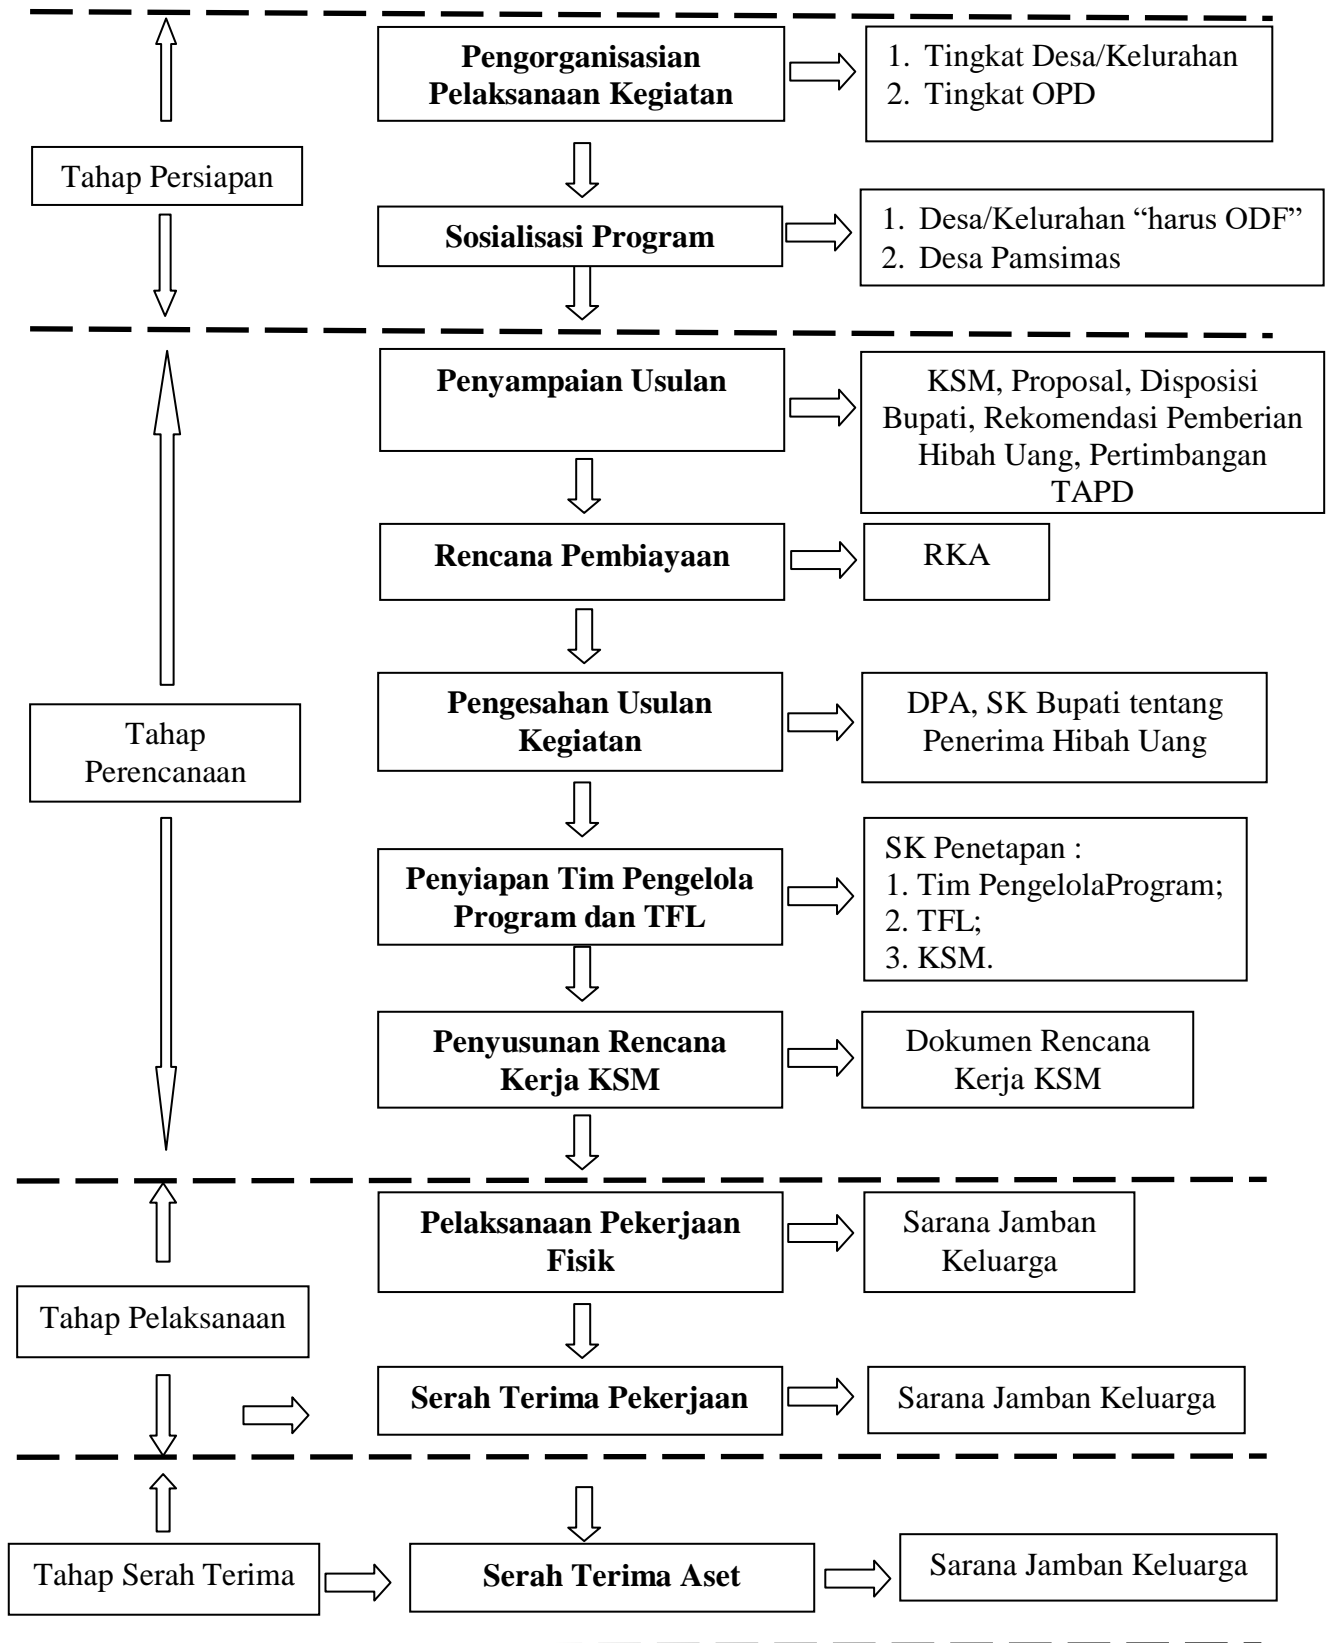 Pengorganisasian
Pelaksanaan Kegiatan
1. Tingkat Desa/Kelurahan
2. Tingkat OPD
Tahap Persiapan
Sosialisasi Program
1. Desa/Kelurahan “harus ODF”
2. Desa Pamsimas
Penyampaian Usulan
KSM, Proposal, Disposisi
Bupati, Rekomendasi Pemberian
Hibah Uang, Pertimbangan
TAPD
Rencana Pembiayaan
RKA
Tahap
Perencanaan
Pengesahan Usulan
Kegiatan
DPA, SK Bupati tentang
Penerima Hibah Uang
Penyiapan Tim Pengelola
Program dan TFL
SK Penetapan :
1. Tim PengelolaProgram;
2. TFL;
3. KSM.
Penyusunan Rencana
Kerja KSM
Dokumen Rencana
Kerja KSM
Pelaksanaan Pekerjaan
Fisik
Sarana Jamban
Keluarga
Tahap Pelaksanaan
Serah Terima Pekerjaan
Sarana Jamban Keluarga
Tahap Serah Terima
Serah Terima Aset
Sarana Jamban Keluarga